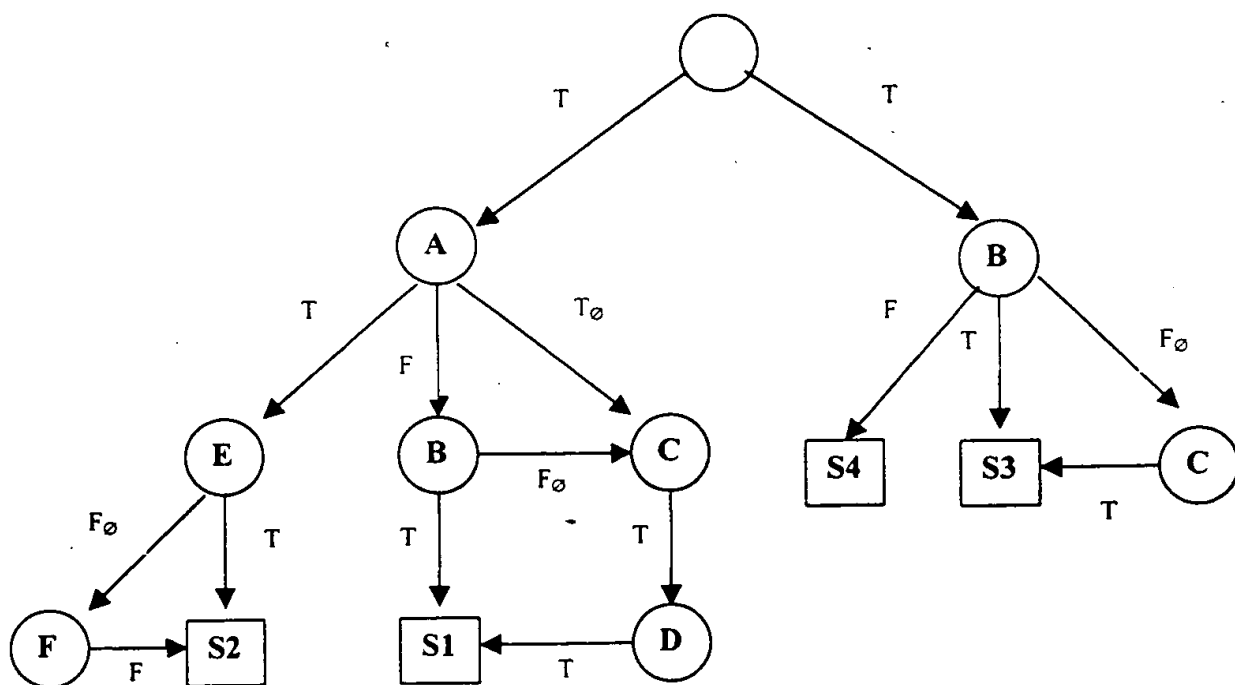 T T
A B
T F T∅ F T F∅
E B F∅ C S4 S3 T C
F∅ T T T
F F S2 S1 T D